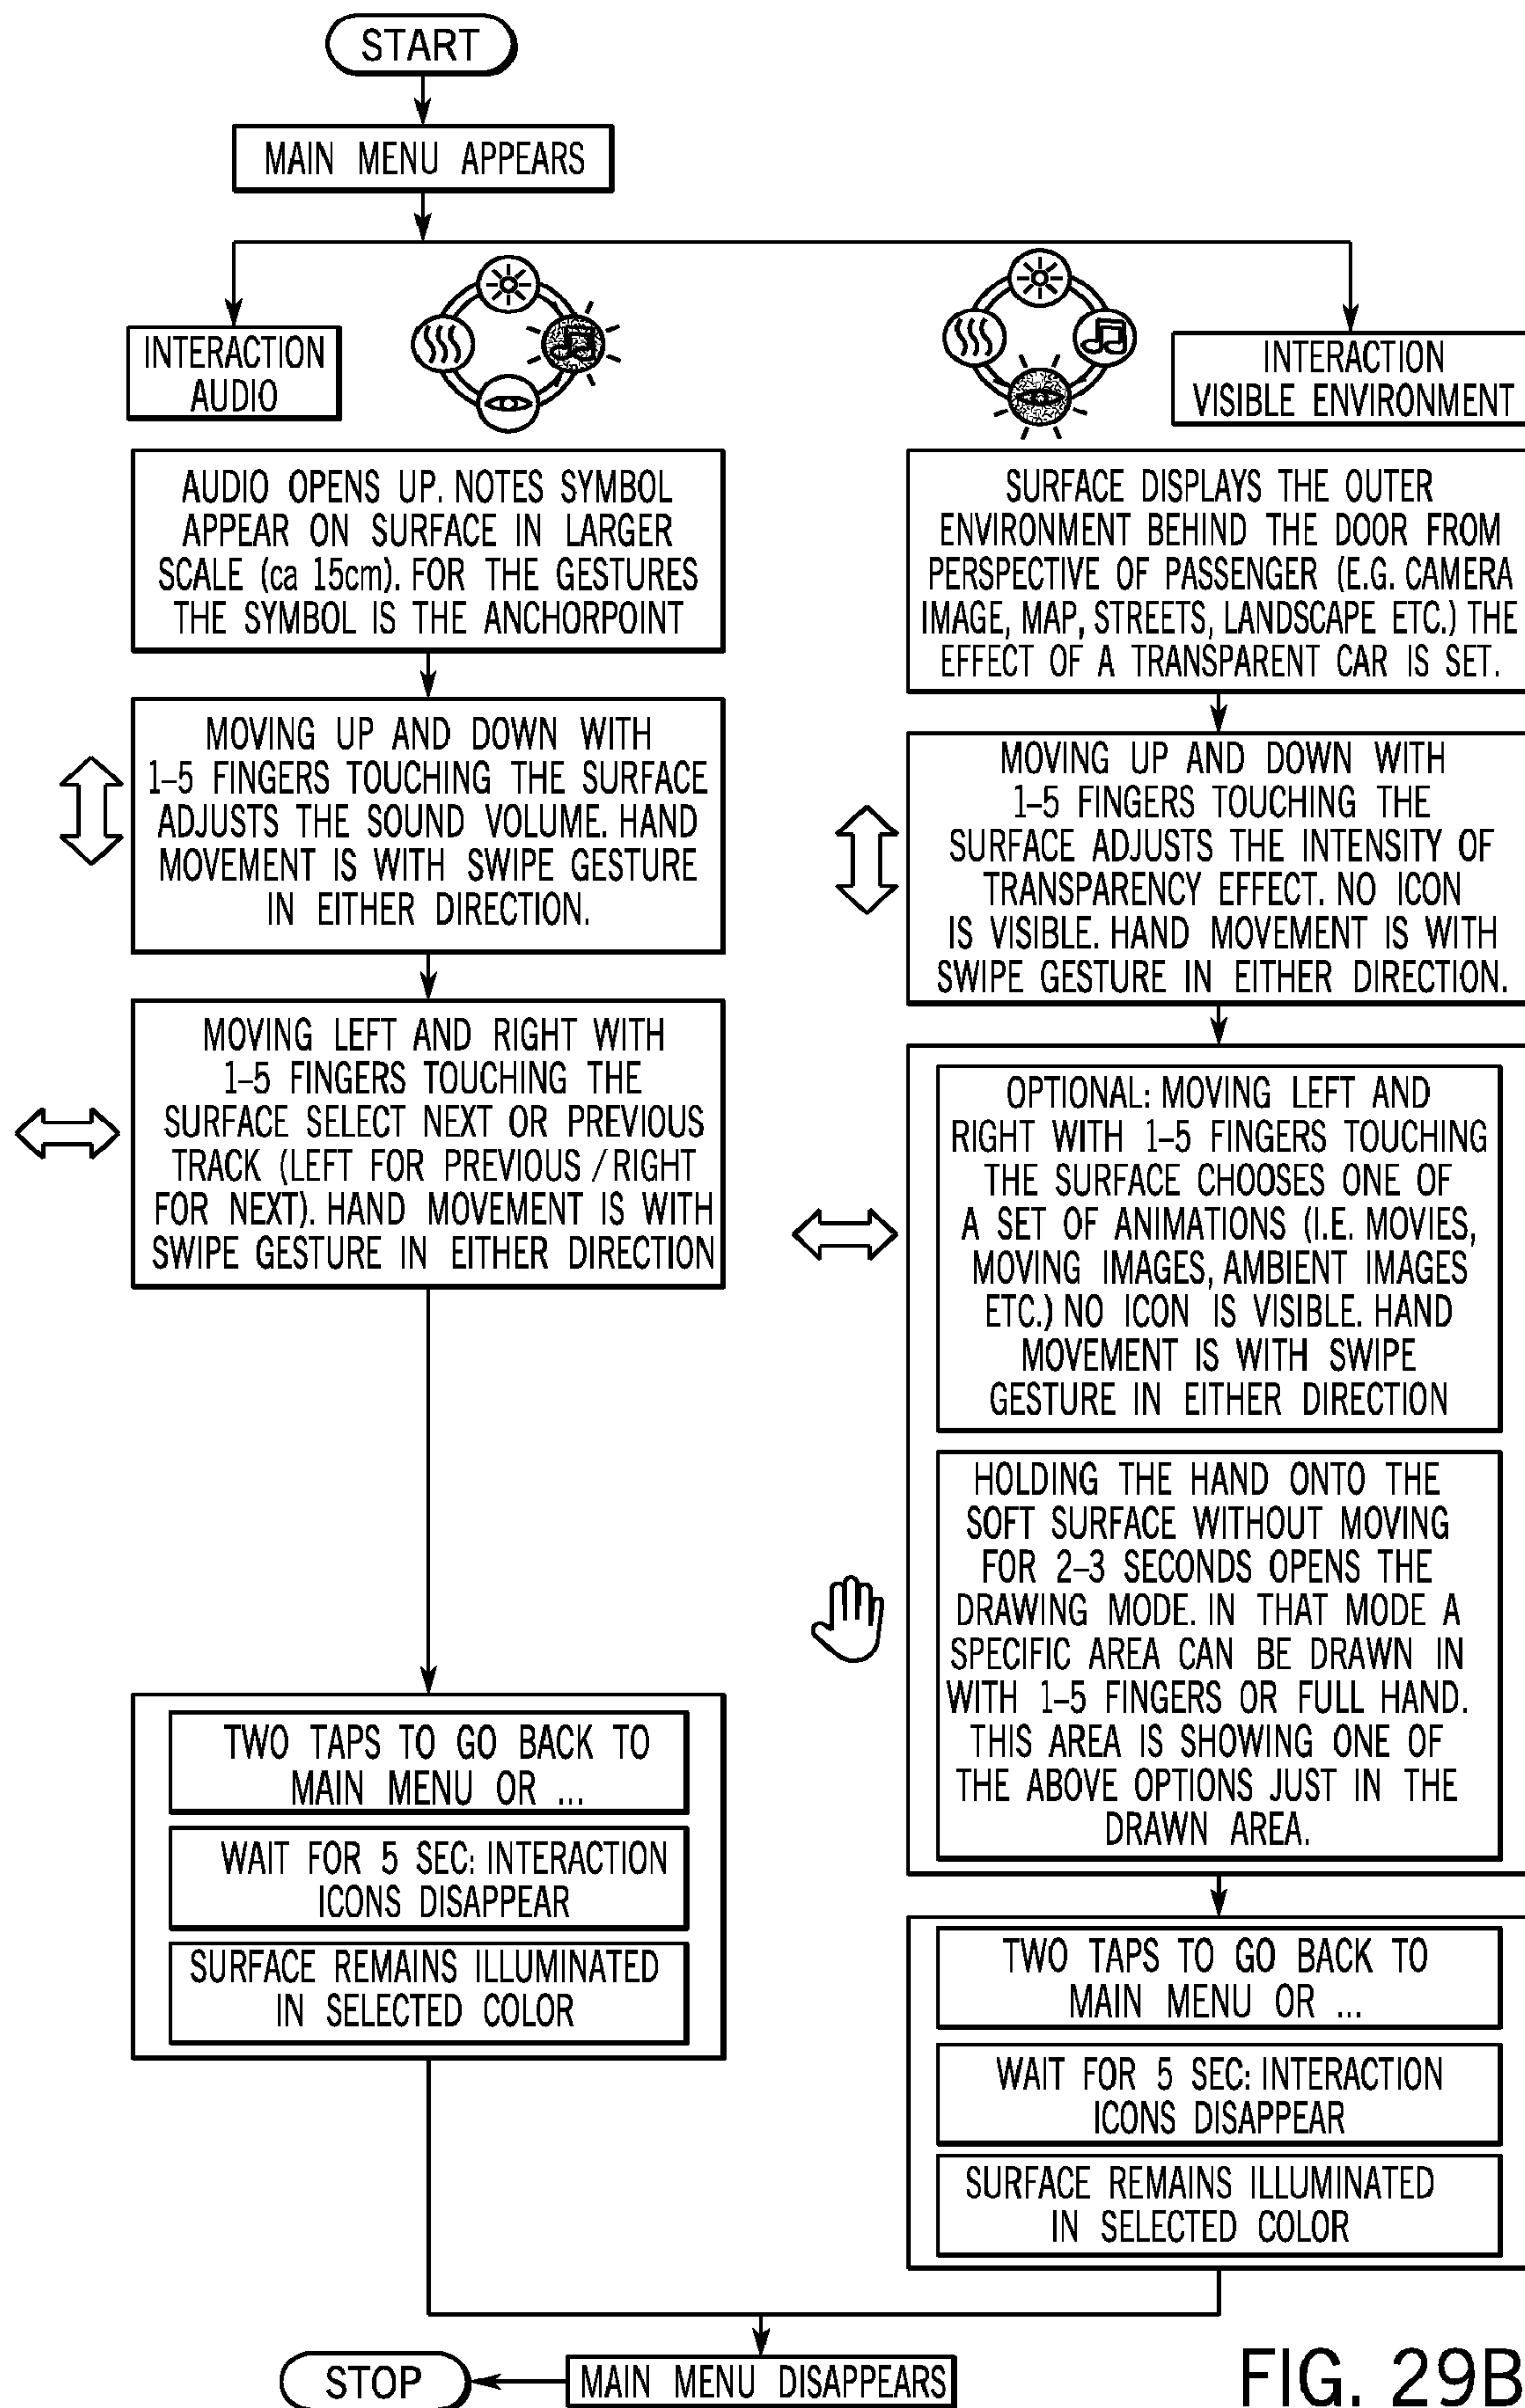 START
MAIN MENU APPEARS
INTERACTION
AUDIO
AUDIO OPENS UP. NOTES SYMBOL
APPEAR ON SURFACE IN LARGER
SCALE (ca 15cm). FOR THE GESTURES
THE SYMBOL IS THE ANCHORPOINT
MOVING UP AND DOWN WITH
1–5 FINGERS TOUCHING THE SURFACE
ADJUSTS THE SOUND VOLUME. HAND
MOVEMENT IS WITH SWIPE GESTURE
IN EITHER DIRECTION.
MOVING LEFT AND RIGHT WITH
1–5 FINGERS TOUCHING THE
SURFACE SELECT NEXT OR PREVIOUS
TRACK (LEFT FOR PREVIOUS / RIGHT
FOR NEXT). HAND MOVEMENT IS WITH
SWIPE GESTURE IN EITHER DIRECTION
TWO TAPS TO GO BACK TO
MAIN MENU OR ...
WAIT FOR 5 SEC: INTERACTION
ICONS DISAPPEAR
SURFACE REMAINS ILLUMINATED
IN SELECTED COLOR
INTERACTION
VISIBLE ENVIRONMENT
SURFACE DISPLAYS THE OUTER
ENVIRONMENT BEHIND THE DOOR FROM
PERSPECTIVE OF PASSENGER (E.G. CAMERA
IMAGE, MAP, STREETS, LANDSCAPE ETC.) THE
EFFECT OF A TRANSPARENT CAR IS SET.
MOVING UP AND DOWN WITH
1–5 FINGERS TOUCHING THE
SURFACE ADJUSTS THE INTENSITY OF
TRANSPARENCY EFFECT. NO ICON
IS VISIBLE. HAND MOVEMENT IS WITH
SWIPE GESTURE IN EITHER DIRECTION.
OPTIONAL: MOVING LEFT AND
RIGHT WITH 1–5 FINGERS TOUCHING
THE SURFACE CHOOSES ONE OF
A SET OF ANIMATIONS (I.E. MOVIES,
MOVING IMAGES, AMBIENT IMAGES
ETC.) NO ICON IS VISIBLE. HAND
MOVEMENT IS WITH SWIPE
GESTURE IN EITHER DIRECTION
HOLDING THE HAND ONTO THE
SOFT SURFACE WITHOUT MOVING
FOR 2–3 SECONDS OPENS THE
DRAWING MODE. IN THAT MODE A
SPECIFIC AREA CAN BE DRAWN IN
WITH 1–5 FINGERS OR FULL HAND.
THIS AREA IS SHOWING ONE OF
THE ABOVE OPTIONS JUST IN THE
DRAWN AREA.
TWO TAPS TO GO BACK TO
MAIN MENU OR ...
WAIT FOR 5 SEC: INTERACTION
ICONS DISAPPEAR
SURFACE REMAINS ILLUMINATED
IN SELECTED COLOR
STOP
MAIN MENU DISAPPEARS
FIG. 29B